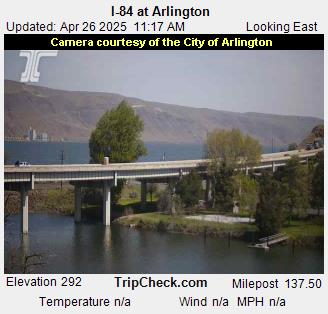 I-84 at Arlington
Updated: Apr 26 2025 11:17 AM Looking East
Camera courtesy of the City of Arlington
Elevation 292 TripCheck.com Milepost 137.50
Temperature n/a Wind n/a MPH n/a